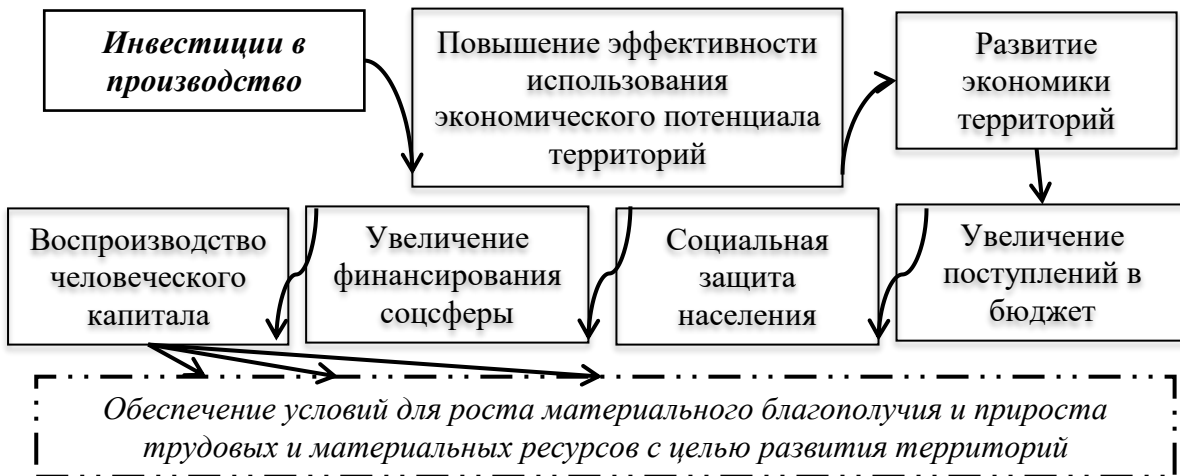 Инвестиции в
производство
Повышение эффективности
использования
экономического потенциала
территорий
Развитие
экономики
территорий
Воспроизводство
человеческого
капитала
Увеличение
финансирования
соцсферы
Социальная
защита
населения
Увеличение
поступлений в
бюджет
Обеспечение условий для роста материального благополучия и прироста
трудовых и материальных ресурсов с целью развития территорий